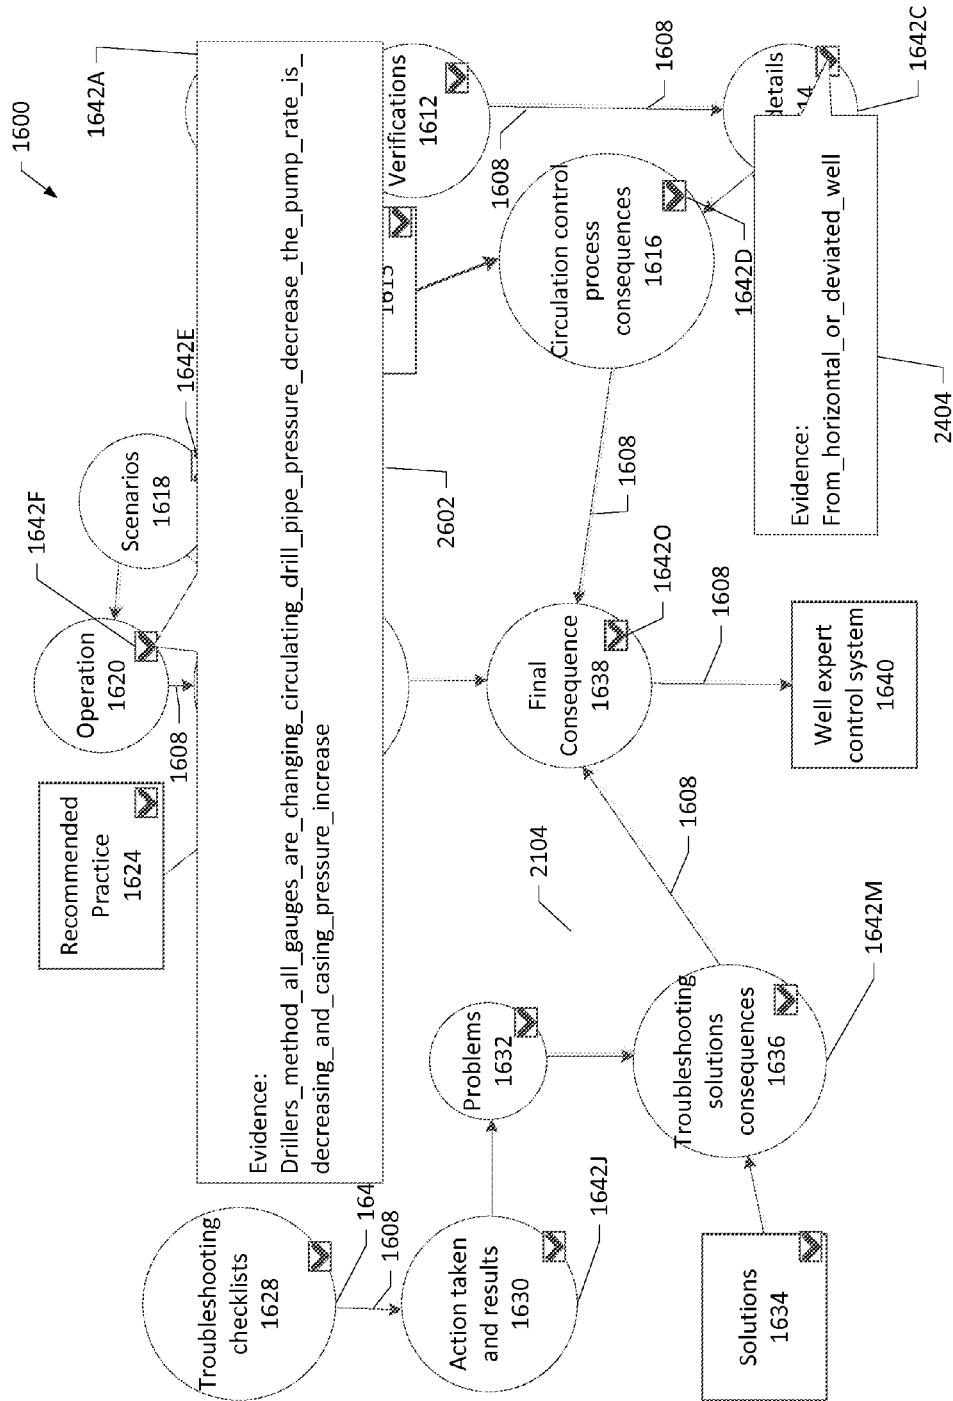 1600
1642A
1642F
1642E
Recommended
Practice
1624
Operation
1620
1608
Scenarios
1618
Evidence:
Drillers_method_all_gauges_are_changing_circulating_drill_pipe_pressure_decrease_the_pump_rate_is_
decreasing_and_casing_pressure_increase
Troubleshooting
checklists
1628
164
1608
2602
1615
Verifications
1612
1608
1608
Action taken
and results
1630
1642J
Problems
1632
2104
Final
Consequence
1638
1642O
1608
Circulation control
process
consequences
1616
1642D
details
14
1642C
Solutions
1634
Troubleshooting
solutions
consequences
1636
1642M
1608
1608
Well expert
control system
1640
Evidence:
From_horizontal_or_deviated_well
2404